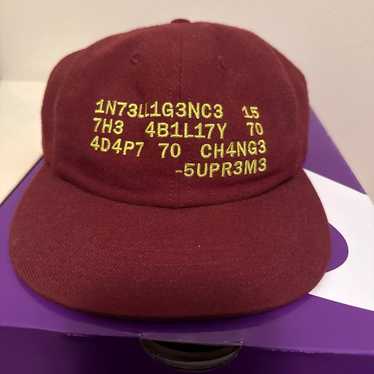 1N73LL1G3NC3 15
7H3 4B1L17Y 70
4D4P7 70 CH4NG3
-5UPR3M3